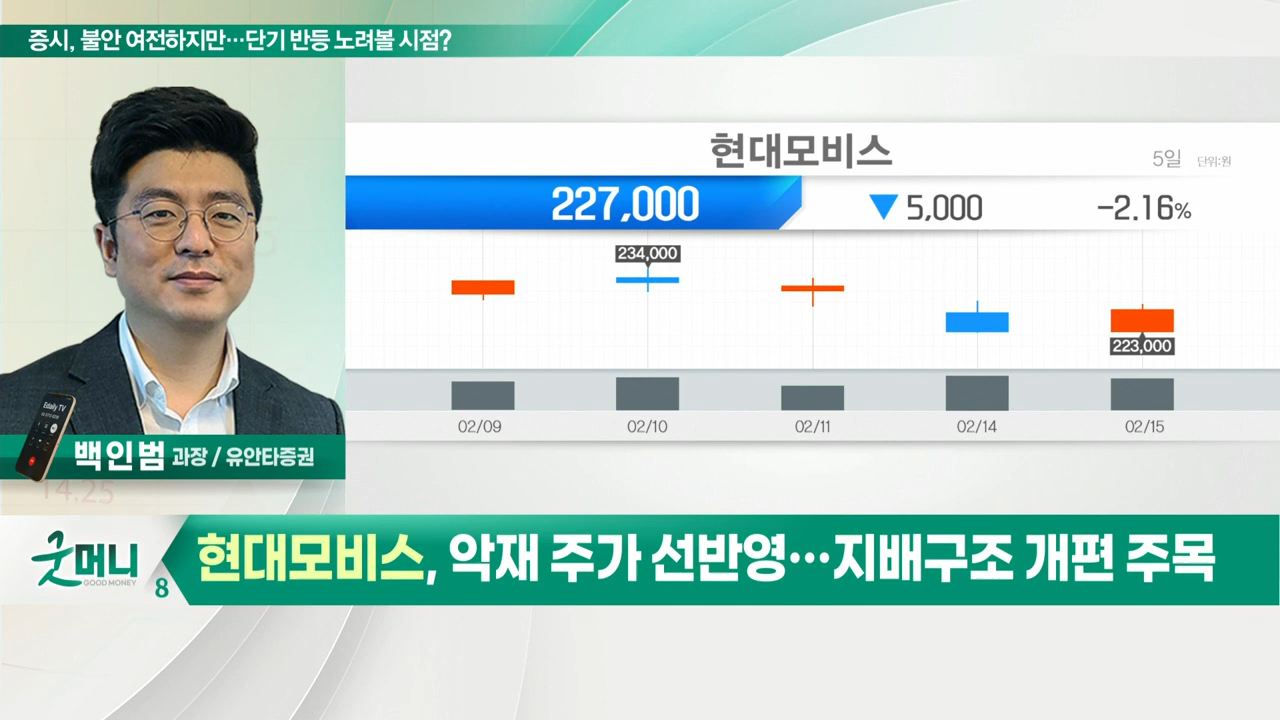 증시, 불안 여전하지만…단기 반등 노려볼 시점?
현대모비스
5일 단위:원
227,000 ▼5,000 -2.16%
234,000
223,000
02/09 02/10 02/11 02/14 02/15
Edaily TV
백인범 과장 / 유안타증권
14.25
굿머니
GOOD MONEY
8
현대모비스, 악재 주가 선반영…지배구조 개편 주목